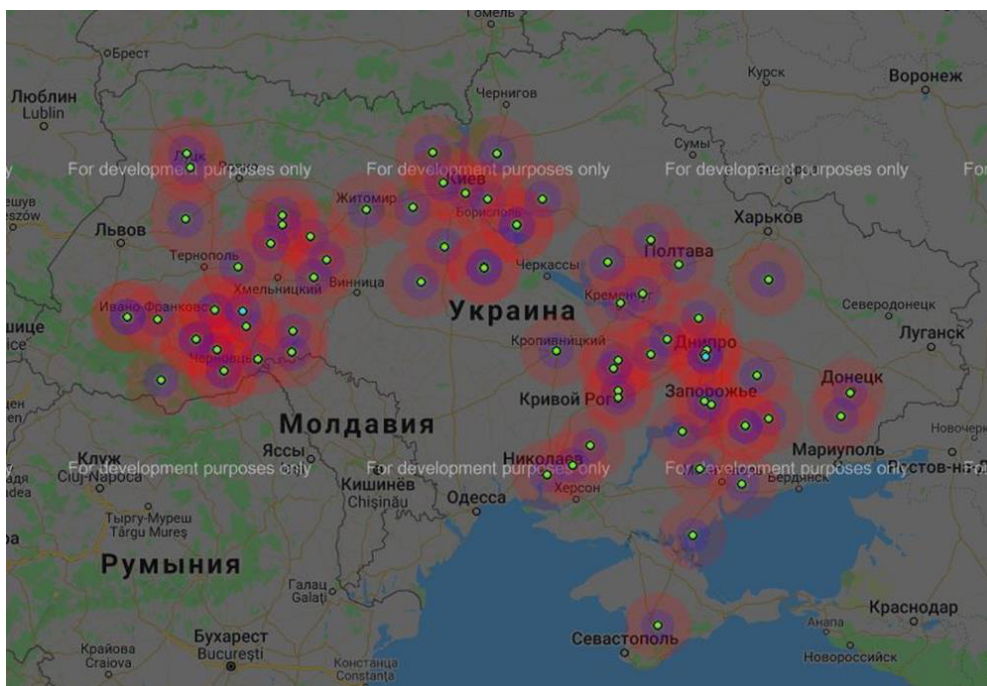 Гомель
Брест
Чернигов
Курск
Воронеж
Люблин
Lublin
Сумы
For development purposes only
For development purposes only
For development purposes only
For
Луцк
Киев
Житомир
Борисполь
Харьков
Львов
Тернополь
Полтава
Черкассы
Хмельницкий
Винница
Кременчуг
Северодонецк
Ивано-Франковск
Украина
Луганск
Кропивницкий
Днипро
Черновцы
Запорожье
Донецк
Кривой Рог
Молдавия
Мариуполь
Клуж
Cluj-Napoca
Яссы
Николаев
For development purposes only
For development purposes only
For development purposes only
Бердянск
Кишинёв
Chișinău
Одесса
Херсон
Тыргу-Муреш
Târgu Mureș
Румыния
Галац
Galați
Краснодар
Анапа
Севастополь
Новороссийск
Бухарест
București
Крайова
Craiova
Констанца
Constanța